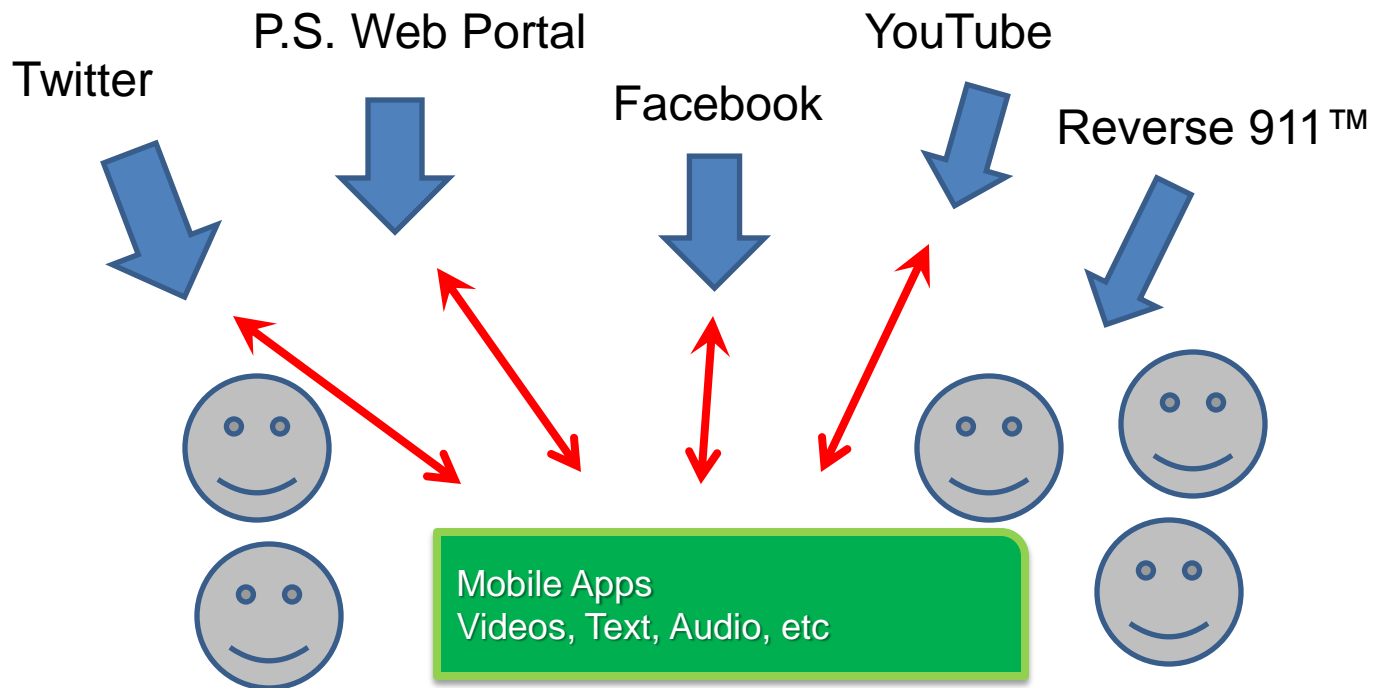 P.S. Web Portal
YouTube
Twitter
Facebook
Reverse 911™
Mobile Apps
Videos, Text, Audio, etc